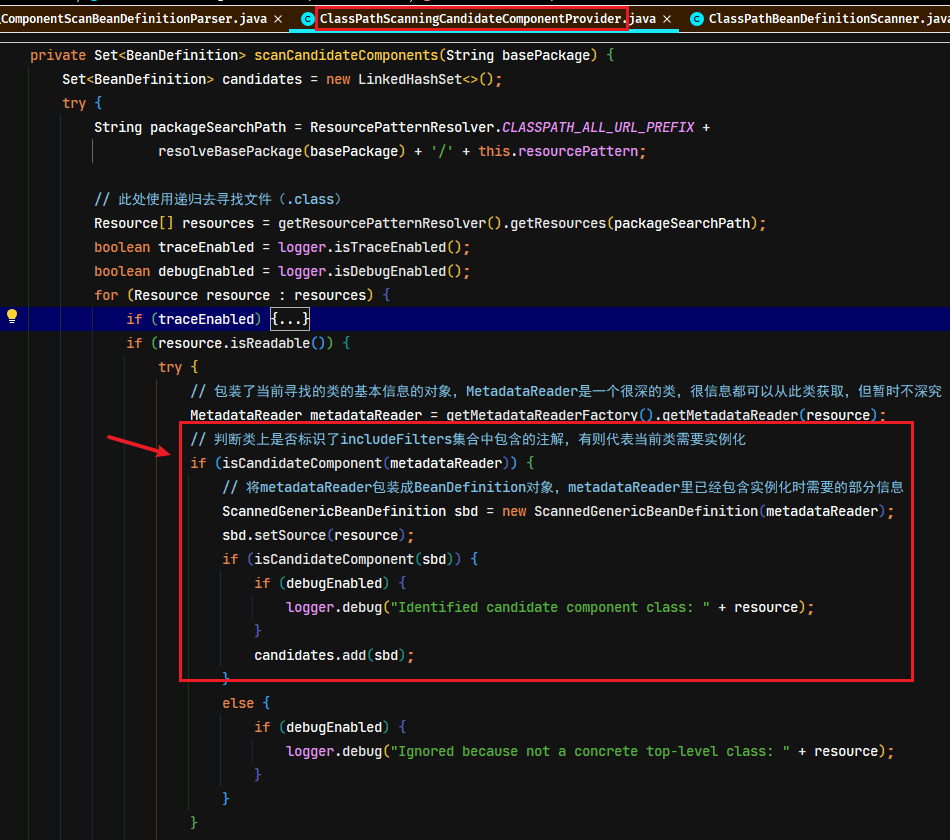 ComponentScanBeanDefinitionParser.java × C ClassPathScanningCandidateComponentProvider.java × C ClassPathBeanDefinitionScanner.java
private Set<BeanDefinition> scanCandidateComponents(String basePackage) {
Set<BeanDefinition> candidates = new LinkedHashSet<>();
try {
String packageSearchPath = ResourcePatternResolver.CLASSPATH_ALL_URL_PREFIX +
resolveBasePackage(basePackage) + '/' + this.resourcePattern;
// 此处使用递归去寻找文件（.class）
Resource[] resources = getResourcePatternResolver().getResources(packageSearchPath);
boolean traceEnabled = logger.isTraceEnabled();
boolean debugEnabled = logger.isDebugEnabled();
for (Resource resource : resources) {
if (traceEnabled) {...}
if (resource.isReadable()) {
try {
// 包装了当前寻找的类的基本信息的对象，MetadataReader是一个很深的类，很信息都可以从此类获取，但暂时不深究
MetadataReader metadataReader = getMetadataReaderFactory().getMetadataReader(resource);
// 判断类上是否标识了includeFilters集合中包含的注解，有则代表当前类需要实例化
if (isCandidateComponent(metadataReader)) {
// 将metadataReader包装成BeanDefinition对象，metadataReader里已经包含实例化时需要的部分信息
ScannedGenericBeanDefinition sbd = new ScannedGenericBeanDefinition(metadataReader);
sbd.setSource(resource);
if (isCandidateComponent(sbd)) {
if (debugEnabled) {
logger.debug("Identified candidate component class: " + resource);
}
candidates.add(sbd);
}
else {
if (debugEnabled) {
logger.debug("Ignored because not a concrete top-level class: " + resource);
}
}
}